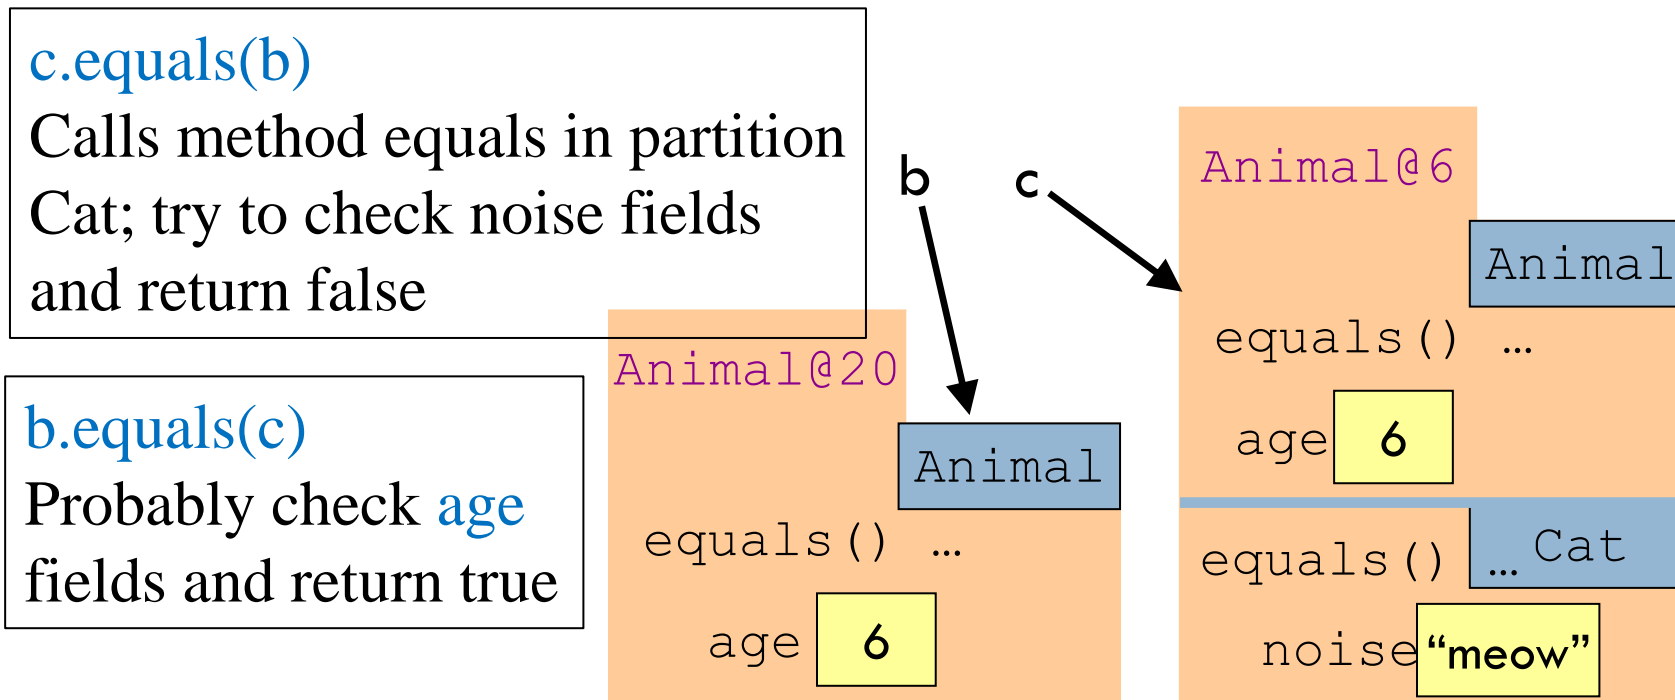 c.equals(b)
Calls method equals in partition
Cat; try to check noise fields
and return false
b.equals(c)
Probably check age
fields and return true
b
c
Animal@20
Animal
equals() …
age 6
Animal@6
Animal
equals() …
age 6
Cat
equals() …
noise “meow”